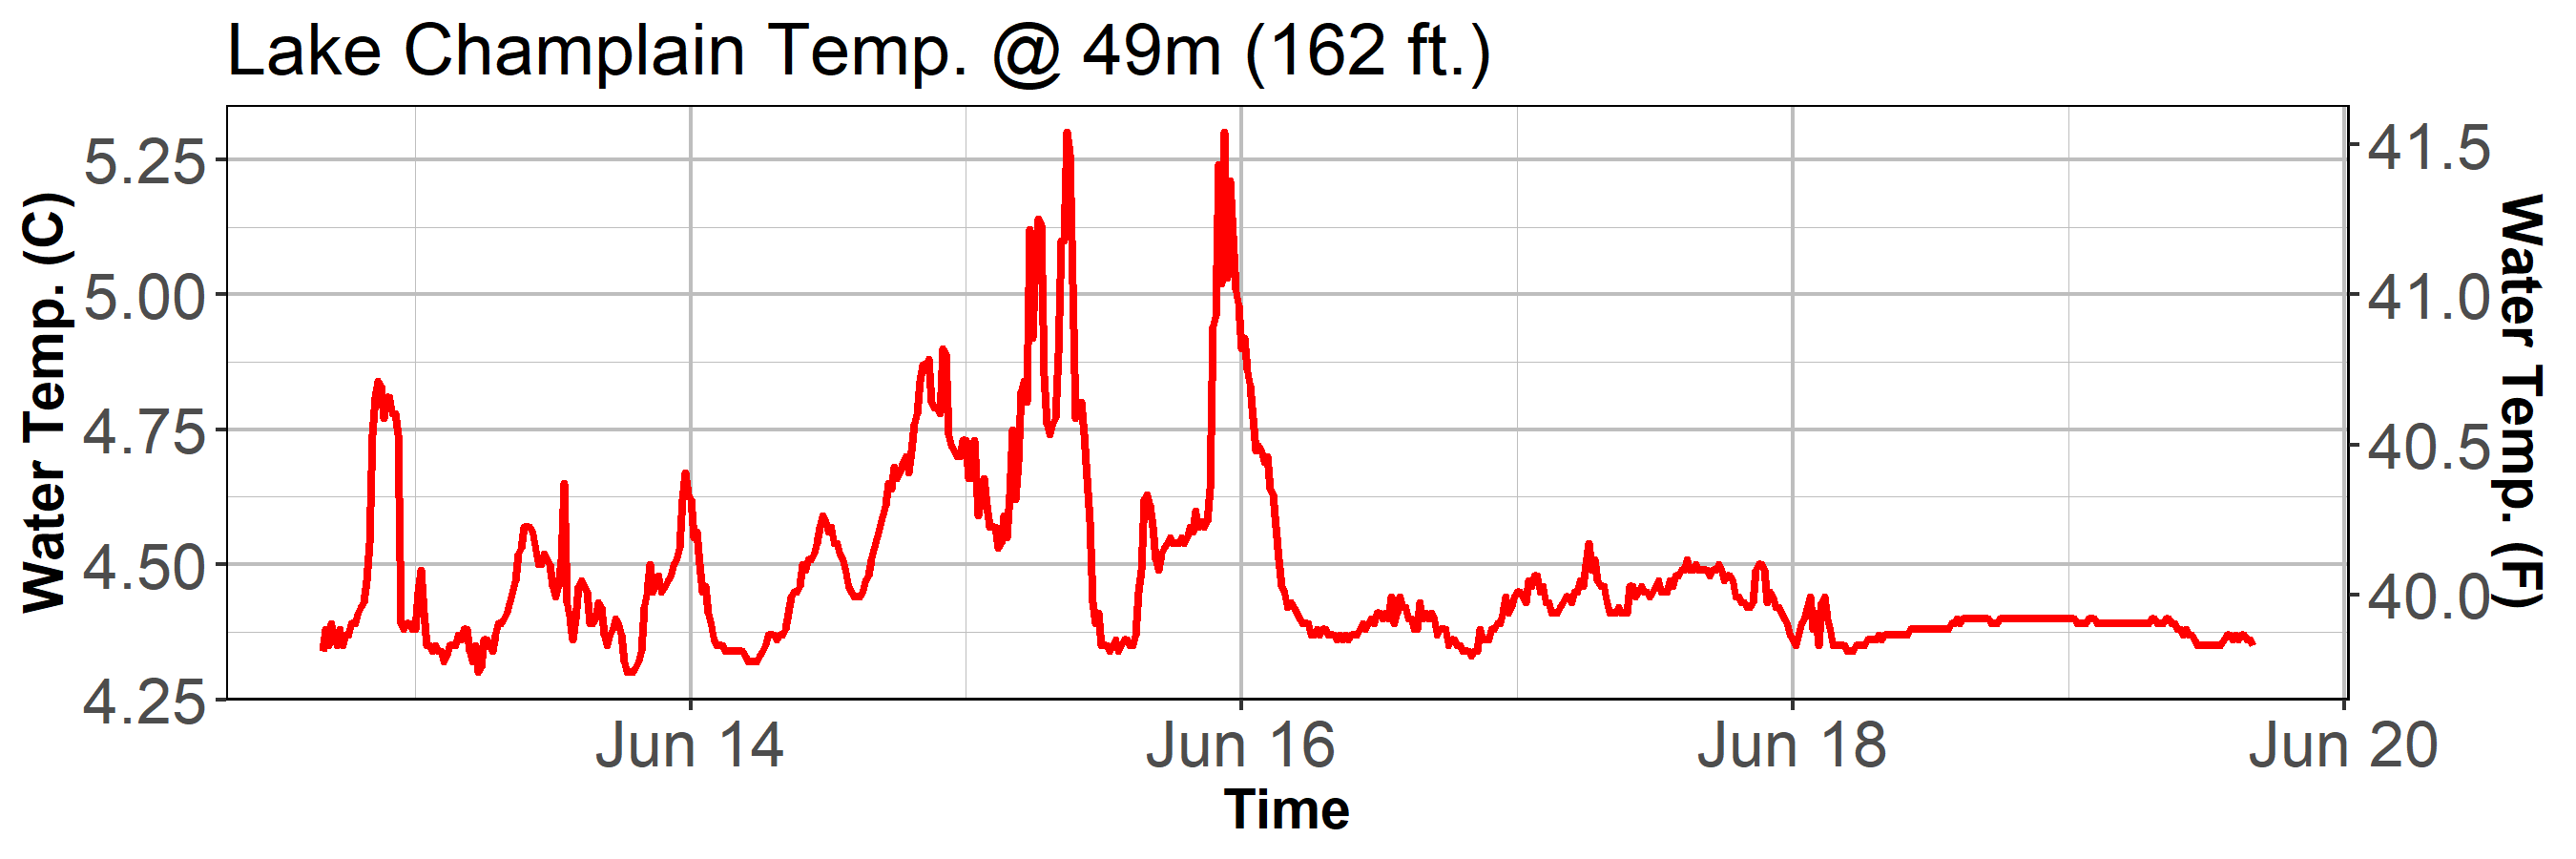 Lake Champlain Temp. @ 49m (162 ft.)
Water Temp. (C)
5.25
5.00
4.75
4.50
4.25
41.5
41.0
40.5
40.0
Water Temp. (F)
Jun 14
Jun 16
Jun 18
Jun 20
Time